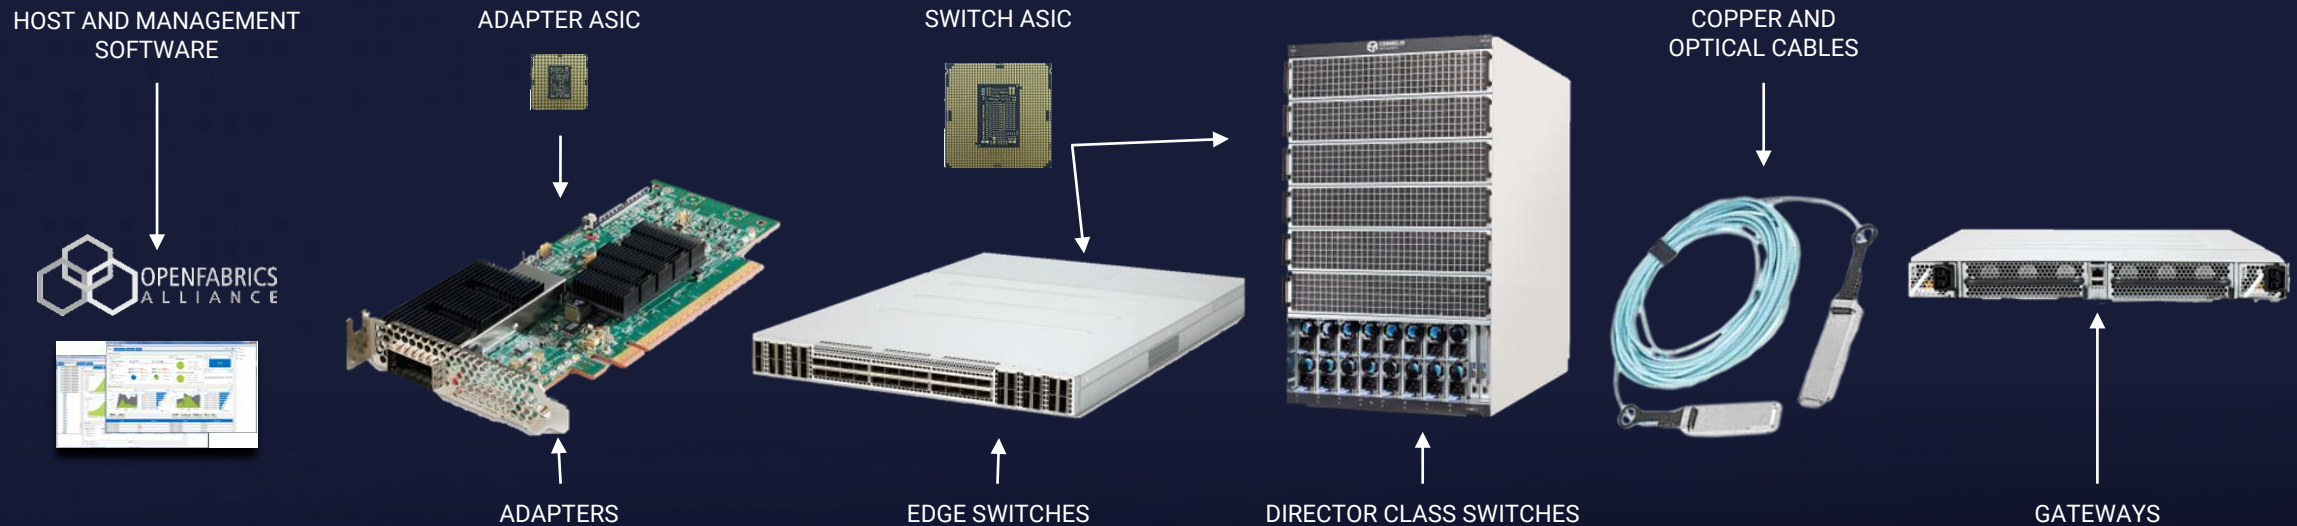 HOST AND MANAGEMENT
SOFTWARE
ADAPTER ASIC
SWITCH ASIC
COPPER AND
OPTICAL CABLES
OPENFABRICS
ALLIANCE
CORNELIS
ADAPTERS
EDGE SWITCHES
DIRECTOR CLASS SWITCHES
GATEWAYS